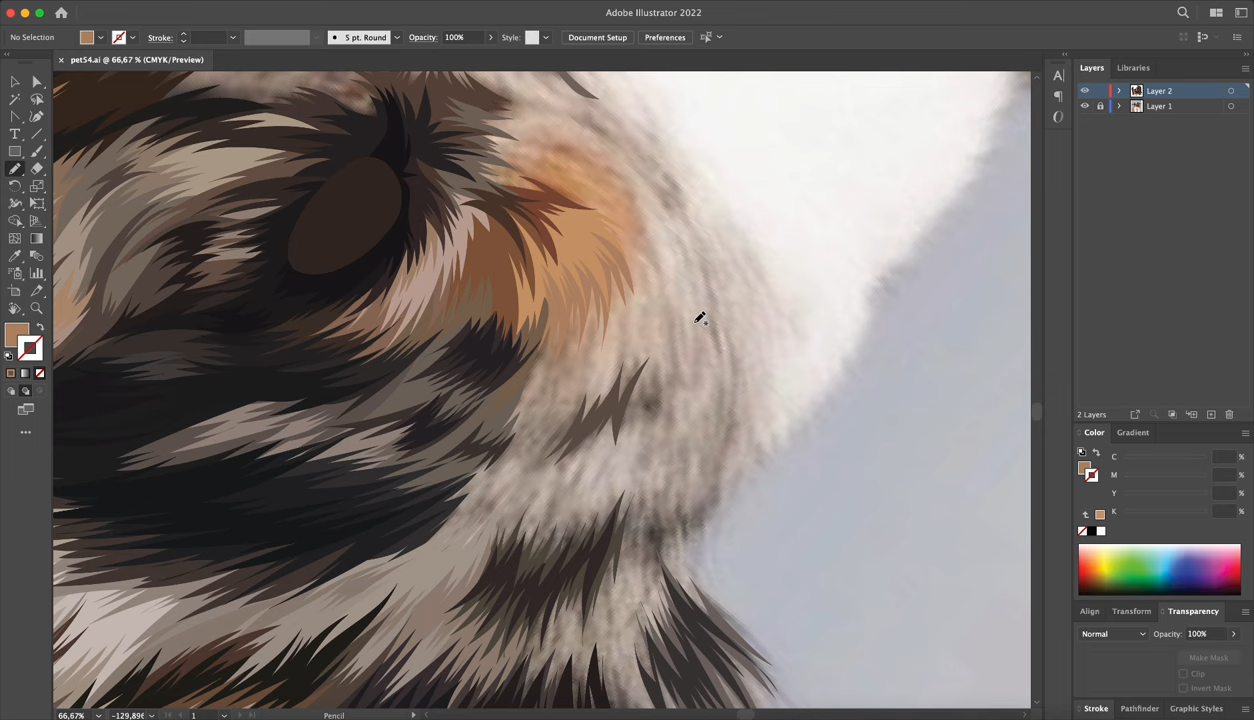 Adobe Illustrator 2022
No Selection
Stroke:
5 pt. Round
Opacity: 100%
Style:
Document Setup
Preferences
× pet54.ai @ 66,67 % (CMYK/Preview)
Layers
Libraries
Layer 2
Layer 1
2 Layers
Color
Gradient
C %
M %
Y %
K %
Align
Transform
Transparency
Normal
Opacity: 100%
Make Mask
Clip
Invert Mask
Stroke
Pathfinder
Graphic Styles
66,67%
-129,89
1
Pencil